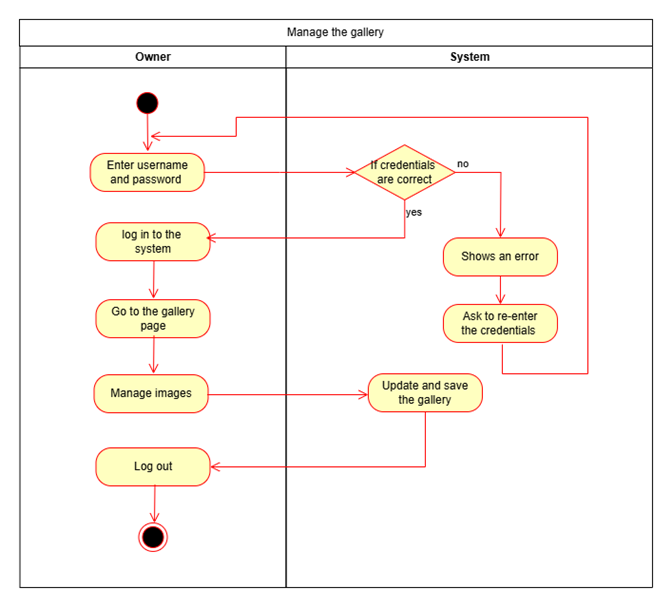 Manage the gallery
Owner
System
Enter username
and password
If credentials
are correct
no
yes
log in to the
system
Shows an error
Go to the gallery
page
Ask to re-enter
the credentials
Manage images
Update and save
the gallery
Log out